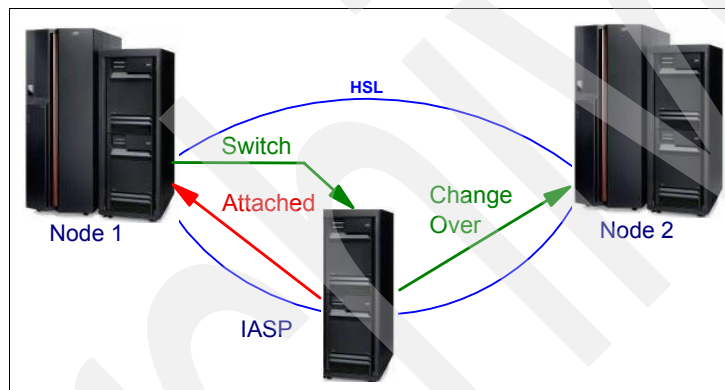 HSL
Switch
Attached
Change
Over
Node 1
Node 2
IASP